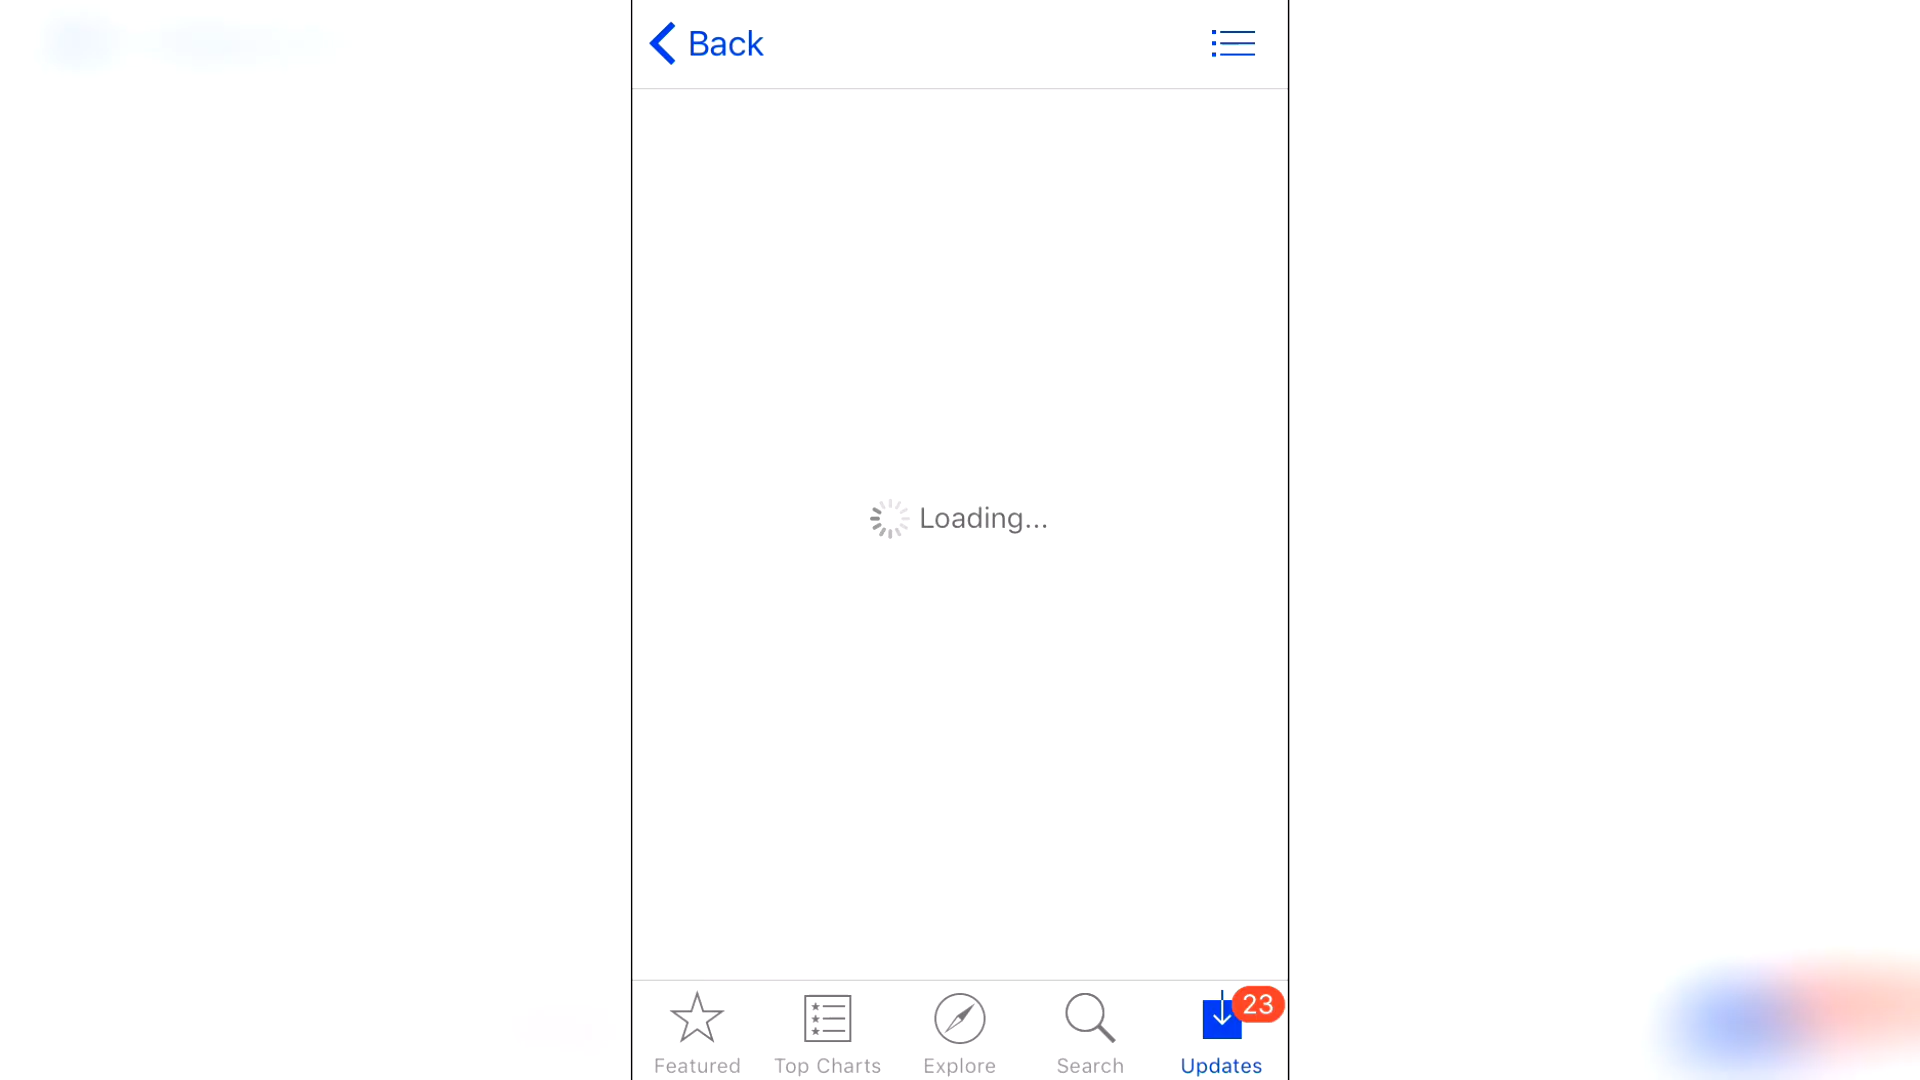 Back
Loading...
23
Featured
Top Charts
Explore
Search
Updates